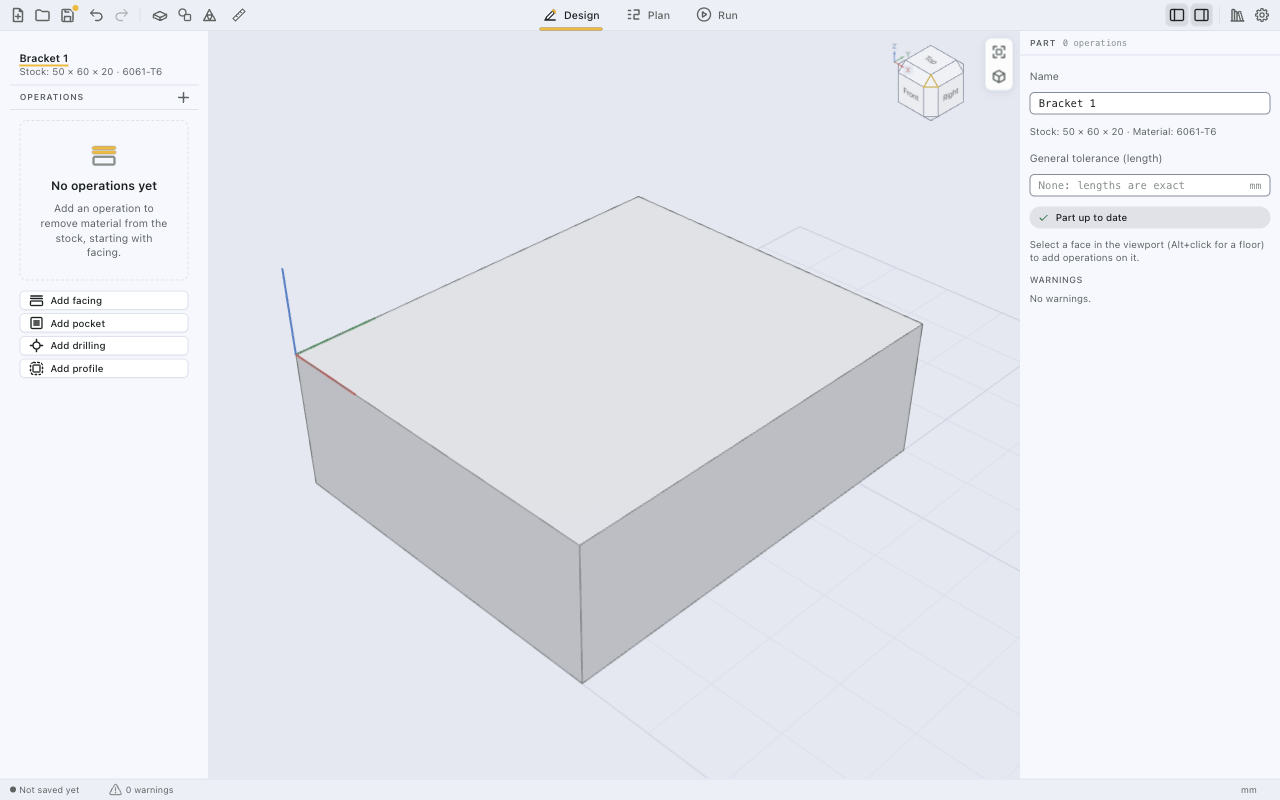 Design
Plan
Run
Bracket 1
Stock: 50 × 60 × 20 · 6061-T6
OPERATIONS
No operations yet
Add an operation to
remove material from the
stock, starting with
facing.
Add facing
Add pocket
Add drilling
Add profile
Z
Y
X
Top
Front
Right
PART 0 operations
Name
Bracket 1
Stock: 50 × 60 × 20 · Material: 6061-T6
General tolerance (length)
None: lengths are exact mm
Part up to date
Select a face in the viewport (Alt+click for a floor)
to add operations on it.
WARNINGS
No warnings.
Not saved yet
0 warnings
mm